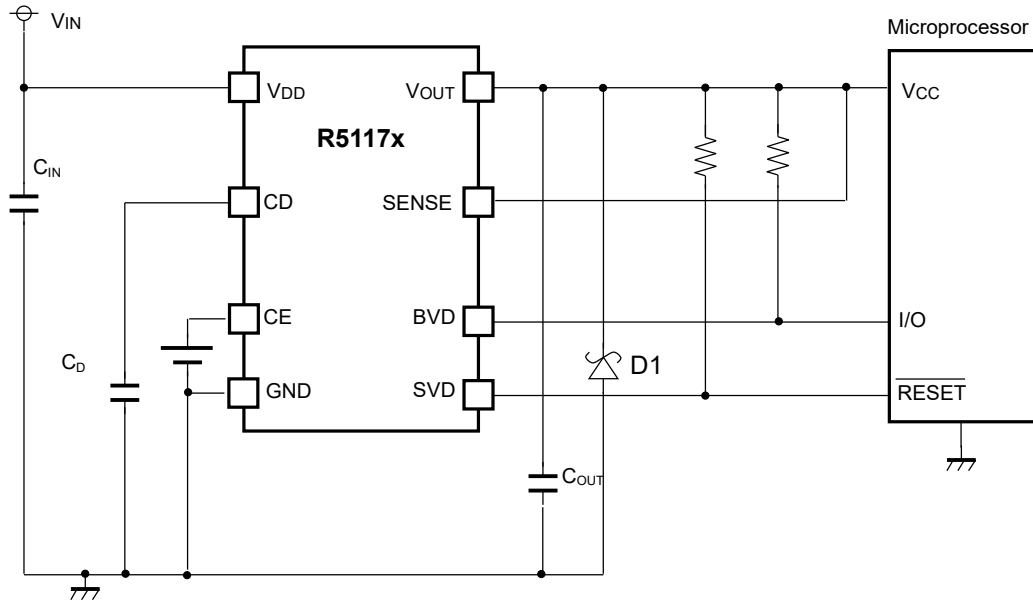 VIN
Microprocessor
VDD
VOUT
VCC
R5117x
CIN
CD
SENSE
CE
BVD
I/O
CD
GND
SVD
D1
RESET
COUT